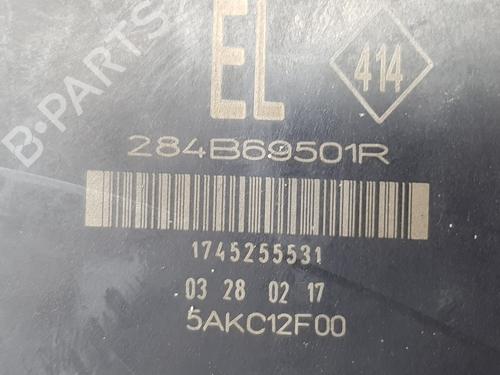 B-PARTS
EL
414
284B69501R
1745255531
03 28 02 17
5AKC12F00